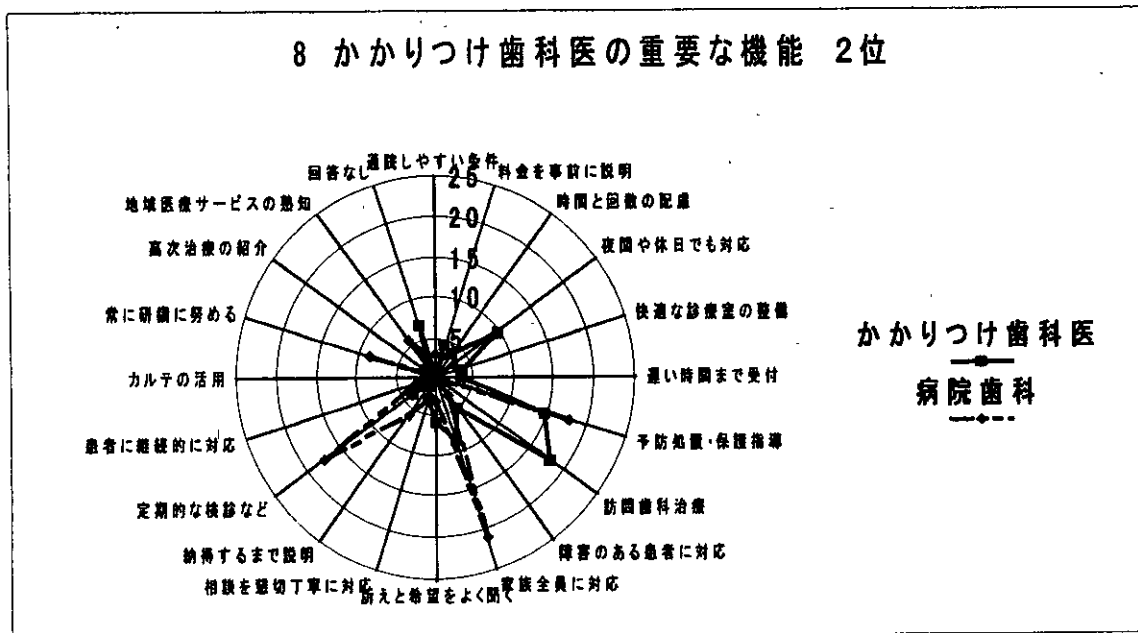 8 かかりつけ歯科医の重要な機能 2位
通院しやすい条件
料金を事前に説明
時間と回数の配慮
夜間や休日でも対応
快適な診療室の整備
遅い時間まで受付
予防処置・保護指導
訪問歯科治療
障害のある患者に対応
家族全員に対応
訴えと希望をよく聞く
相談を懇切丁寧に対応
納得するまで説明
定期的な検診など
患者に継続的に対応
カルテの活用
常に研鑽に努める
高次治療の紹介
地域医療サービスの熟知
回答なし
25
20
15
10
5
かかりつけ歯科医
病院歯科